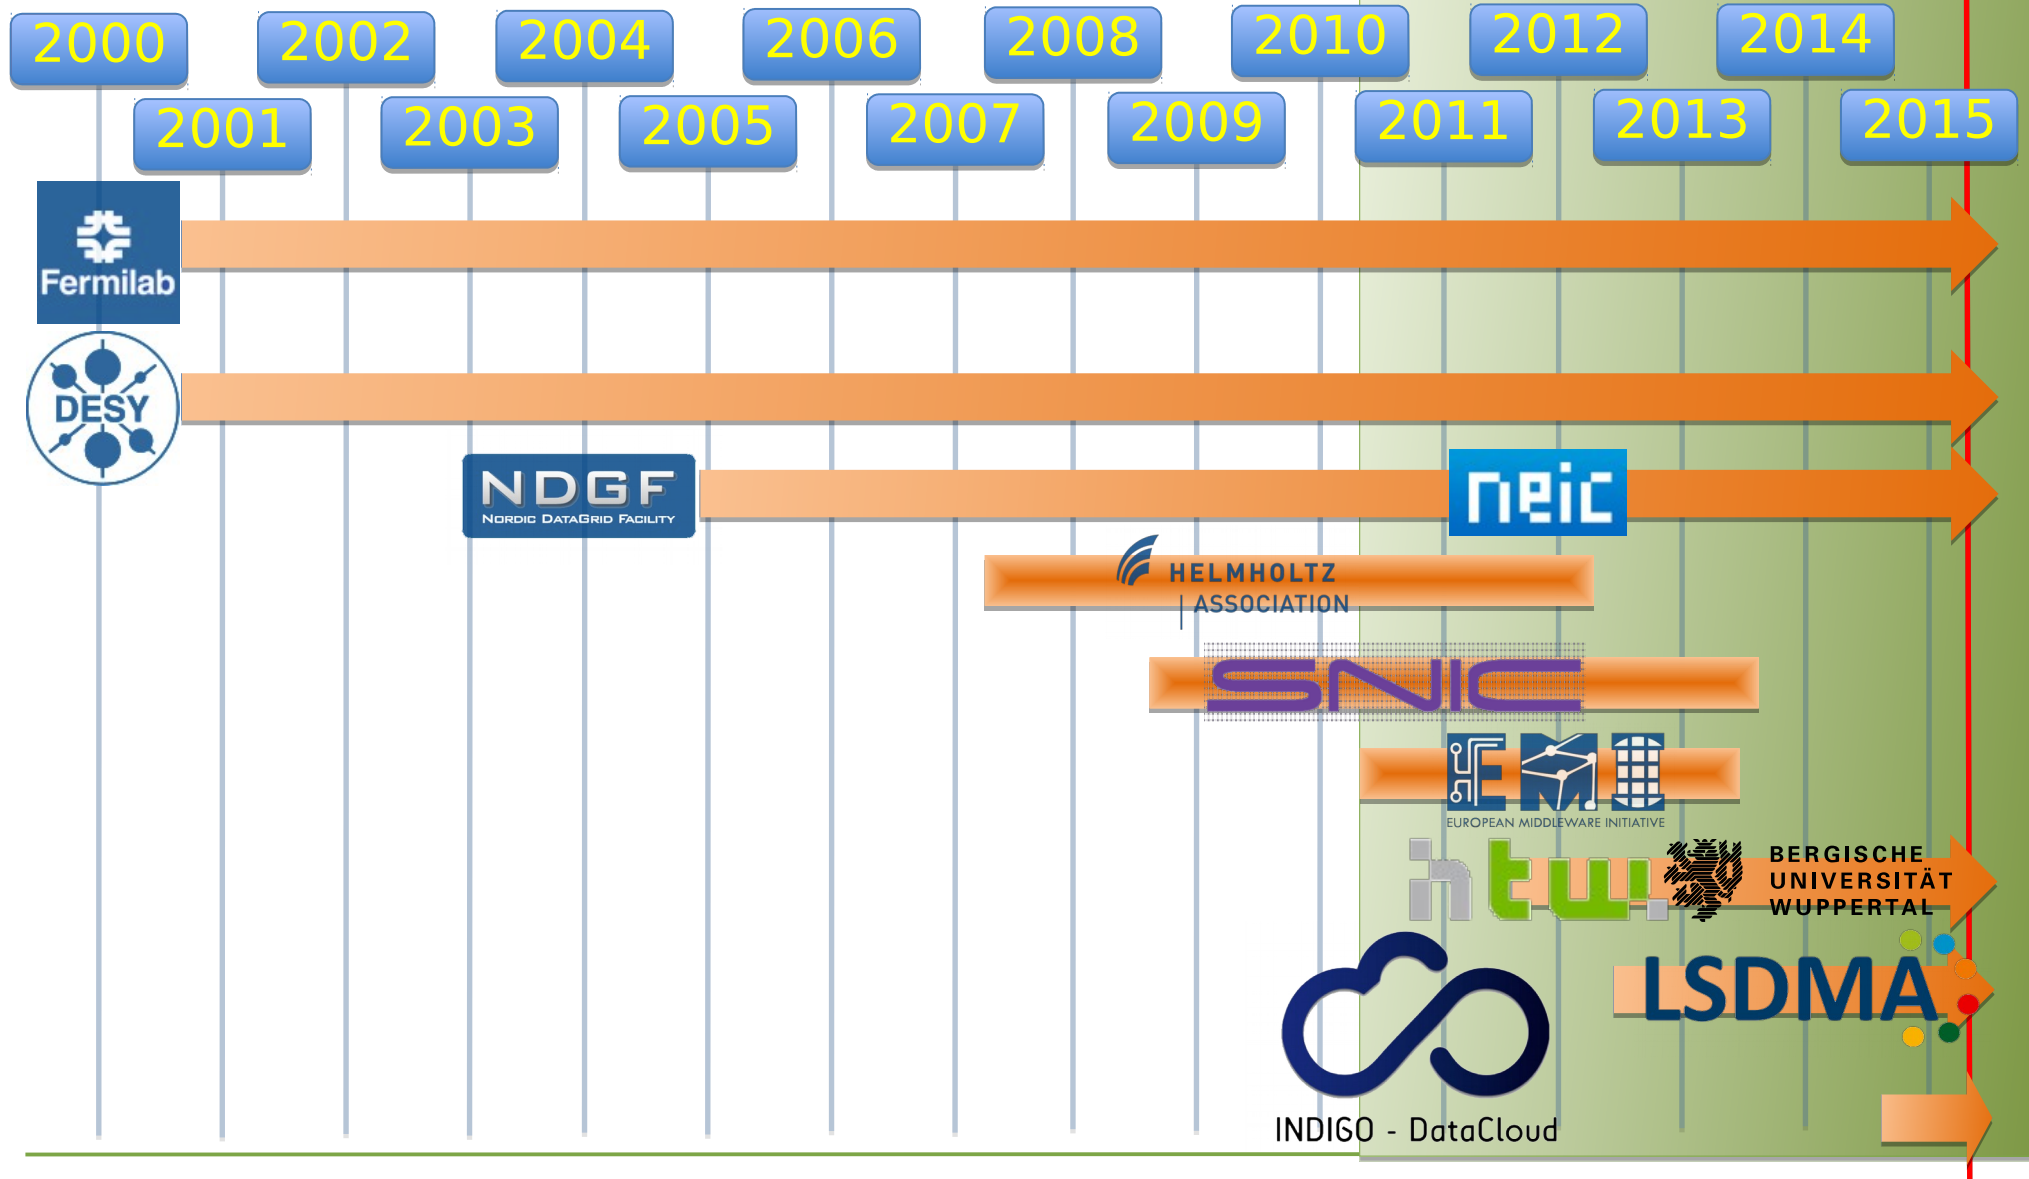 2000
2002
2004
2006
2008
2010
2012
2014
2001
2003
2005
2007
2009
2011
2013
2015
Fermilab
DESY
NDGF
NORDIC DATAGRID FACILITY
neic
HELMHOLTZ
ASSOCIATION
SNIC
EMI
EUROPEAN MIDDLEWARE INITIATIVE
htw.
BERGISCHE
UNIVERSITÄT
WUPPERTAL
LSDMA
INDIGO - DataCloud